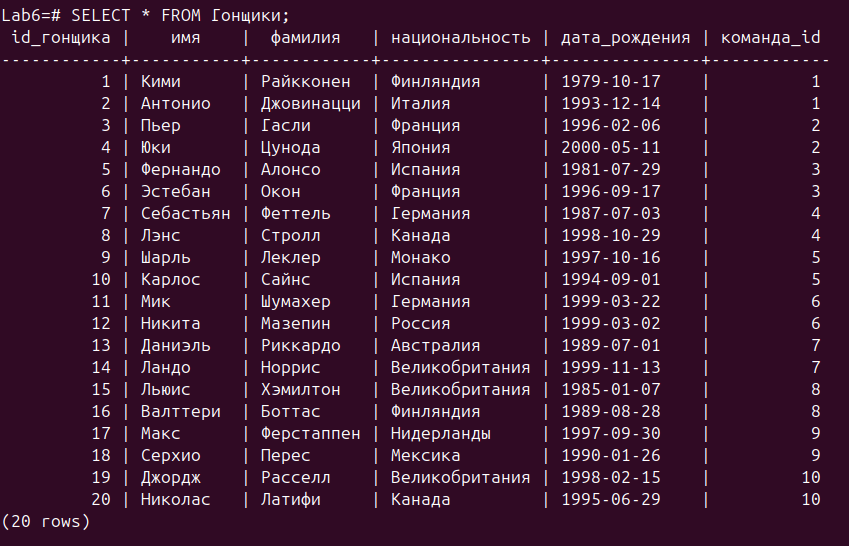 Lab6=# SELECT * FROM Гонщики;
 id_гонщика |    имя    |  фамилия   | национальность | дата_рождения | команда_id
------------+-----------+------------+----------------+---------------+------------
          1 | Кими      | Райкконен  | Финляндия      | 1979-10-17    |          1
          2 | Антонио   | Джовинацци | Италия         | 1993-12-14    |          1
          3 | Пьер      | Гасли      | Франция        | 1996-02-06    |          2
          4 | Юки       | Цунода     | Япония         | 2000-05-11    |          2
          5 | Фернандо  | Алонсо     | Испания        | 1981-07-29    |          3
          6 | Эстебан   | Окон       | Франция        | 1996-09-17    |          3
          7 | Себастьян | Феттель    | Германия       | 1987-07-03    |          4
          8 | Лэнс      | Стролл     | Канада         | 1998-10-29    |          4
          9 | Шарль     | Леклер     | Монако         | 1997-10-16    |          5
         10 | Карлос    | Сайнс      | Испания        | 1994-09-01    |          5
         11 | Мик       | Шумахер    | Германия       | 1999-03-22    |          6
         12 | Никита    | Мазепин    | Россия         | 1999-03-02    |          6
         13 | Даниэль   | Риккардо   | Австралия      | 1989-07-01    |          7
         14 | Ландо     | Норрис     | Великобритания | 1999-11-13    |          7
         15 | Льюис     | Хэмилтон   | Великобритания | 1985-01-07    |          8
         16 | Валттери  | Боттас     | Финляндия      | 1989-08-28    |          8
         17 | Макс      | Ферстаппен | Нидерланды     | 1997-09-30    |          9
         18 | Серхио    | Перес      | Мексика        | 1990-01-26    |          9
         19 | Джордж    | Расселл    | Великобритания | 1998-02-15    |         10
         20 | Николас   | Латифи     | Канада         | 1995-06-29    |         10
(20 rows)